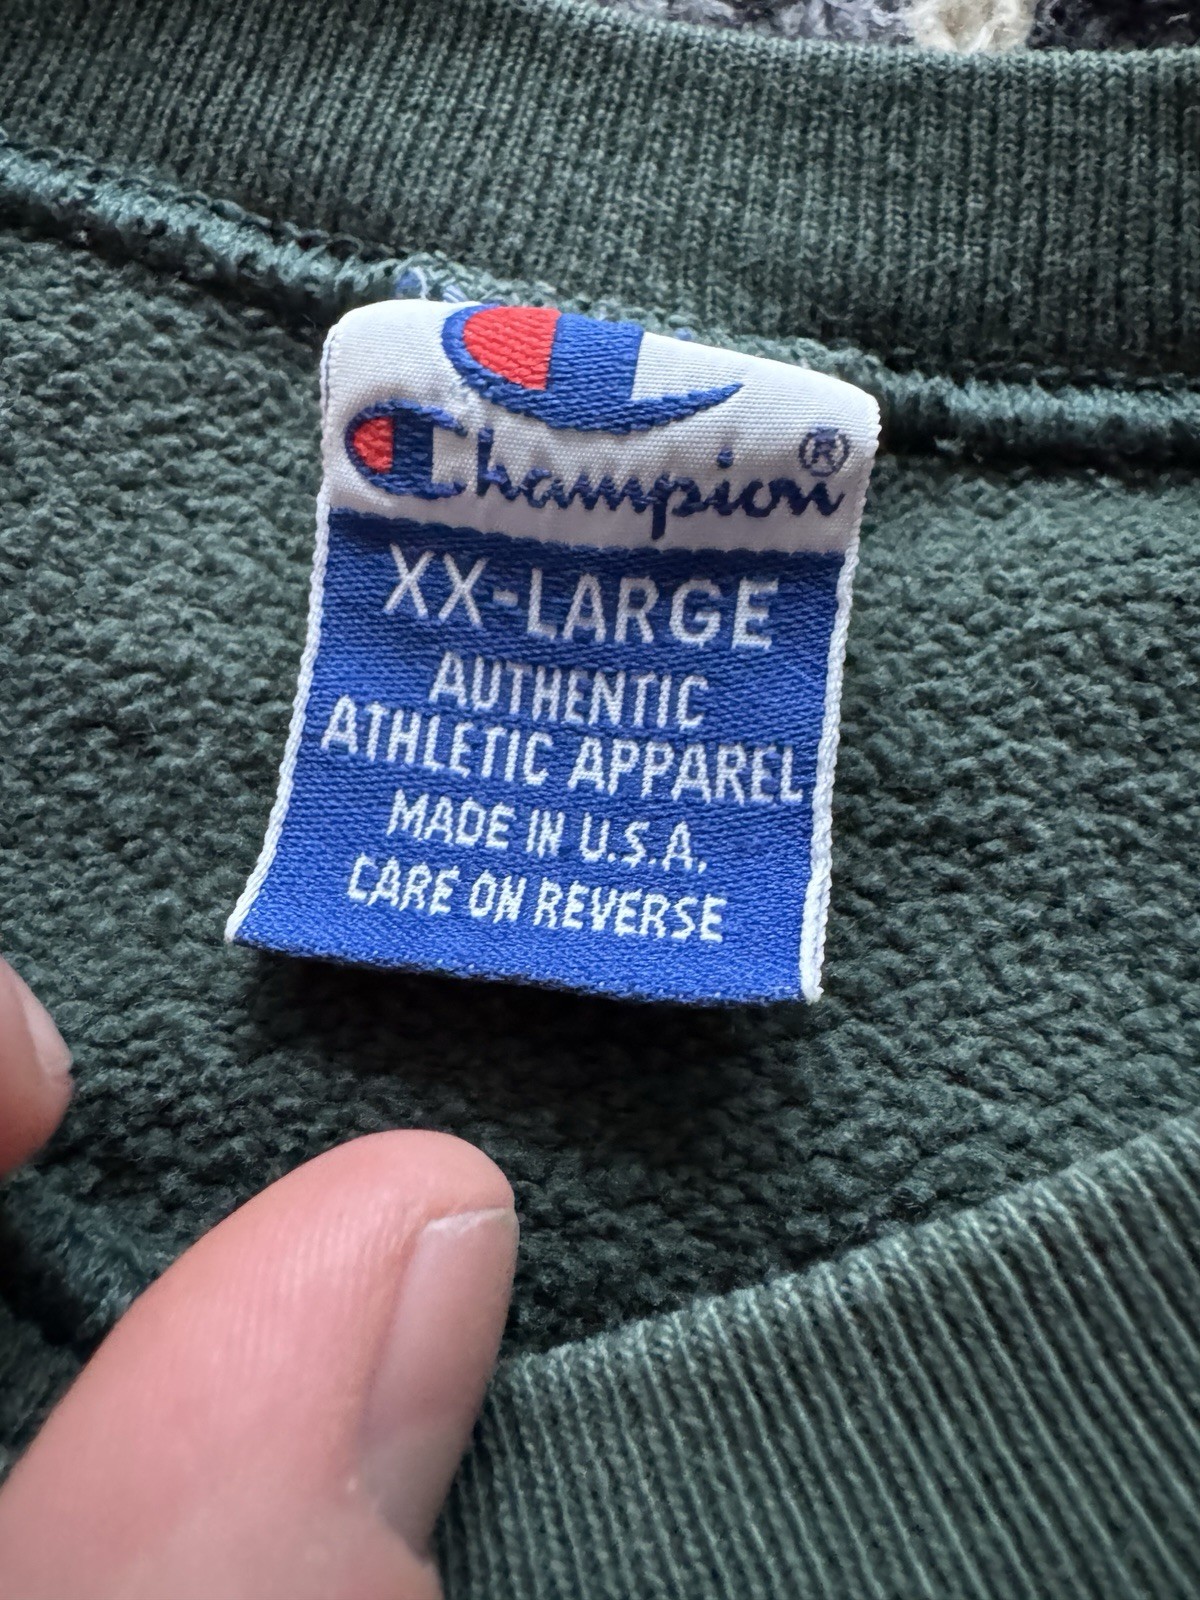 Champion®
XX-LARGE
AUTHENTIC
ATHLETIC APPAREL
MADE IN U.S.A.
CARE ON REVERSE